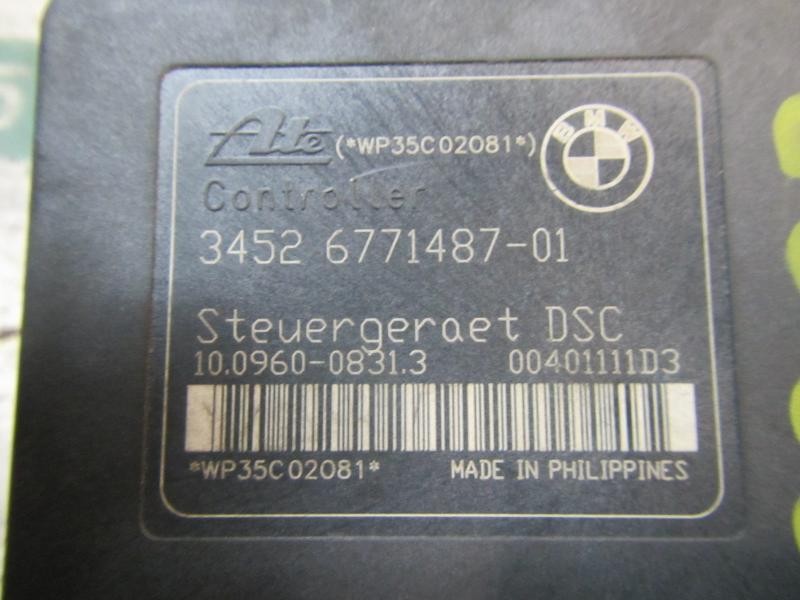 Ate (*WP35C02081*) BMW
Controller
3452 6771487-01
Steuergeraet DSC
10.0960-0831.3 00401111D3
*WP35C02081* MADE IN PHILIPPINES